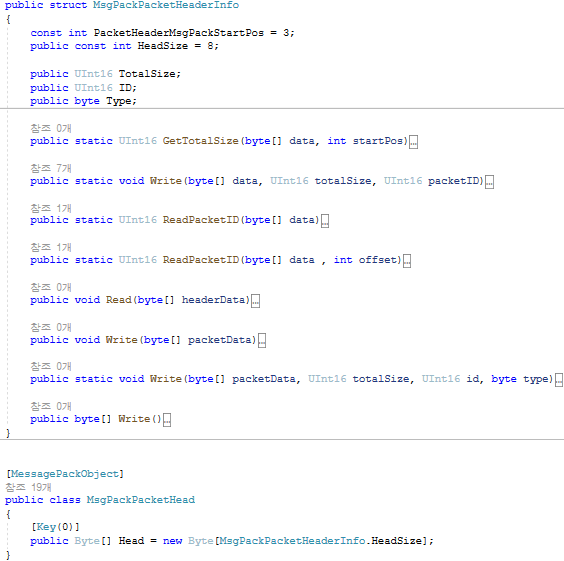 public struct MsgPackPacketHeaderInfo
{
const int PacketHeaderMsgPackStartPos = 3;
public const int HeadSize = 8;
public UInt16 TotalSize;
public UInt16 ID;
public byte Type;
참조 0개
public static UInt16 GetTotalSize(byte[] data, int startPos)...
참조 7개
public static void Write(byte[] data, UInt16 totalSize, UInt16 packetID)...
참조 1개
public static UInt16 ReadPacketID(byte[] data)...
참조 1개
public static UInt16 ReadPacketID(byte[] data , int offset)...
참조 0개
public void Read(byte[] headerData)...
참조 0개
public void Write(byte[] packetData)...
참조 0개
public static void Write(byte[] packetData, UInt16 totalSize, UInt16 id, byte type)...
참조 0개
public byte[] Write()...
}
[MessagePackObject]
참조 19개
public class MsgPackPacketHead
{
[Key(0)]
public Byte[] Head = new Byte[MsgPackPacketHeaderInfo.HeadSize];
}